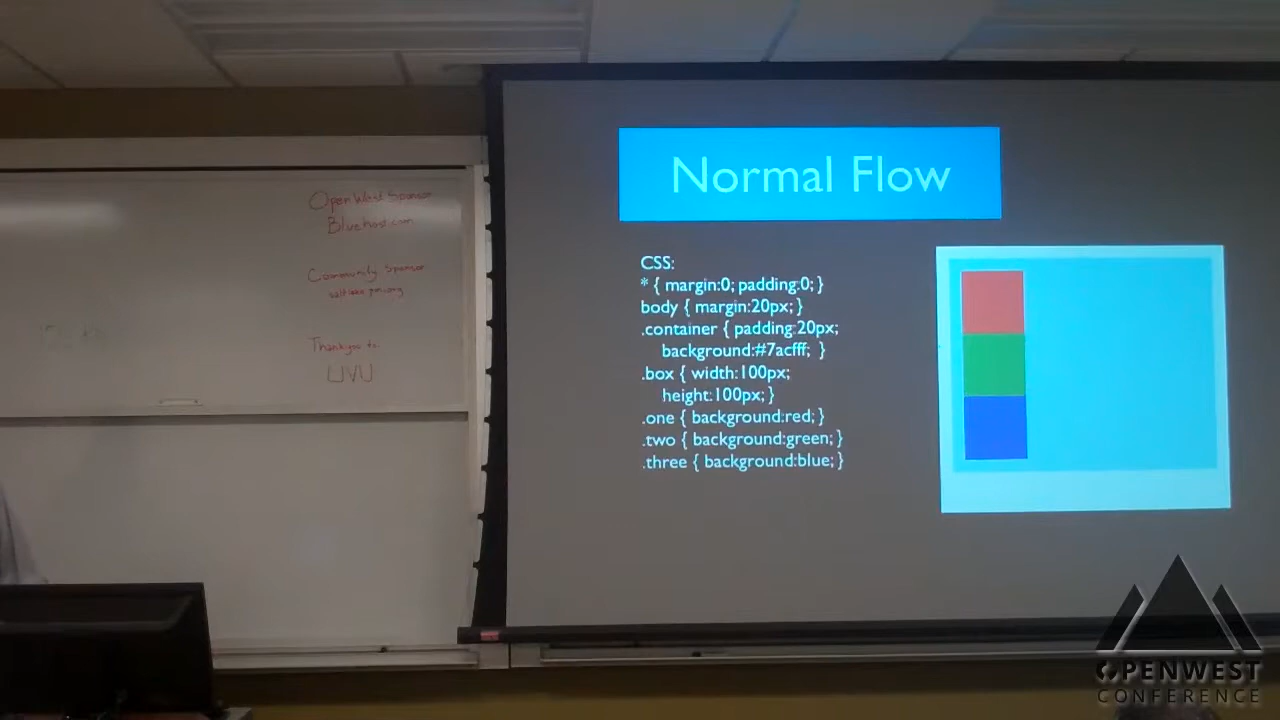 OpenWest Sponsor
Bluehost.com
Community Sponsor
Thank you to
UVU
Normal Flow
CSS:
* { margin:0; padding:0; }
body { margin:20px; }
.container { padding:20px;
background:#7acfff; }
.box { width:100px;
height:100px; }
.one { background:red; }
.two { background:green; }
.three { background:blue; }
OPENWEST
CONFERENCE